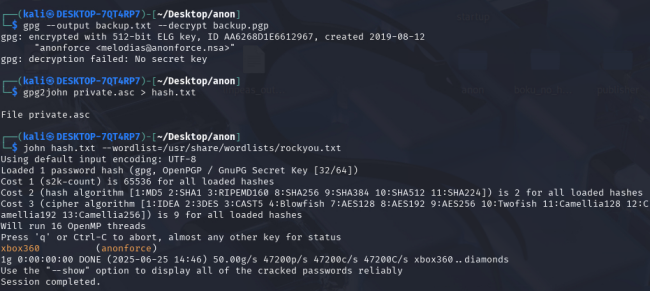 ┌──(kali㉿DESKTOP-7QT4RP7)-[~/Desktop/anon]
└─$ gpg --output backup.txt --decrypt backup.pgp
gpg: encrypted with 512-bit ELG key, ID AA6268D1E6612967, created 2019-08-12
      "anonforce <melodias@anonforce.nsa>"
gpg: decryption failed: No secret key
┌──(kali㉿DESKTOP-7QT4RP7)-[~/Desktop/anon]
└─$ gpg2john private.asc > hash.txt
File private.asc
┌──(kali㉿DESKTOP-7QT4RP7)-[~/Desktop/anon]
└─$ john hash.txt --wordlist=/usr/share/wordlists/rockyou.txt
Using default input encoding: UTF-8
Loaded 1 password hash (gpg, OpenPGP / GnuPG Secret Key [32/64])
Cost 1 (s2k-count) is 65536 for all loaded hashes
Cost 2 (hash algorithm [1:MD5 2:SHA1 3:RIPEMD160 8:SHA256 9:SHA384 10:SHA512 11:SHA224]) is 2 for all loaded hashes
Cost 3 (cipher algorithm [1:IDEA 2:3DES 3:CAST5 4:Blowfish 7:AES128 8:AES192 9:AES256 10:Twofish 11:Camellia128 12:C
amellia192 13:Camellia256]) is 9 for all loaded hashes
Will run 16 OpenMP threads
Press 'q' or Ctrl-C to abort, almost any other key for status
xbox360          (anonforce)
1g 0:00:00:00 DONE (2025-06-25 14:46) 50.00g/s 47200p/s 47200c/s 47200C/s xbox360..diamonds
Use the "--show" option to display all of the cracked passwords reliably
Session completed.